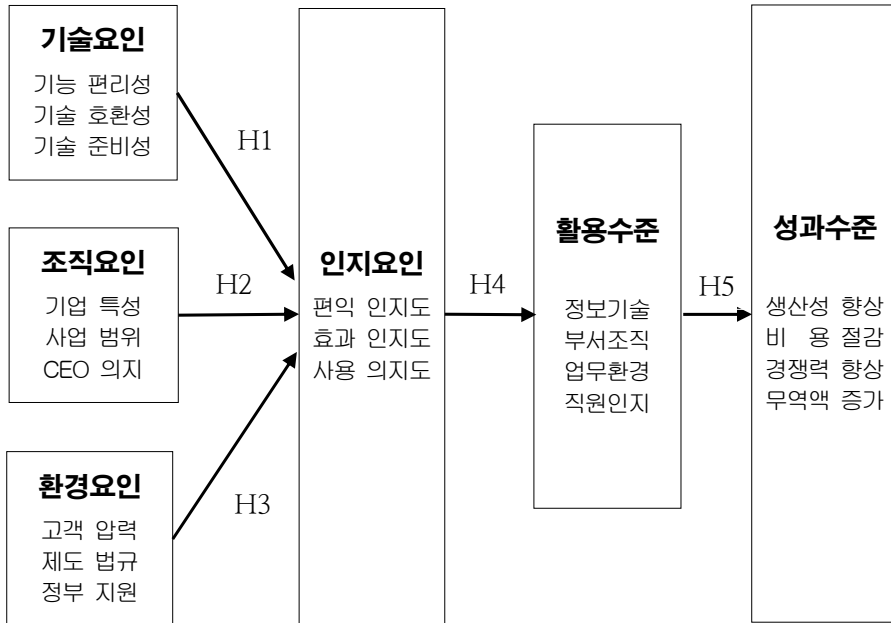 기술요인
기능 편리성
기술 호환성
기술 준비성
H1
조직요인
기업 특성
사업 범위
CEO 의지
H2
환경요인
고객 압력
제도 법규
정부 지원
H3
인지요인
편익 인지도
효과 인지도
사용 의지도
H4
활용수준
정보기술
부서조직
업무환경
직원인지
H5
성과수준
생산성 향상
비 용 절감
경쟁력 향상
무역액 증가